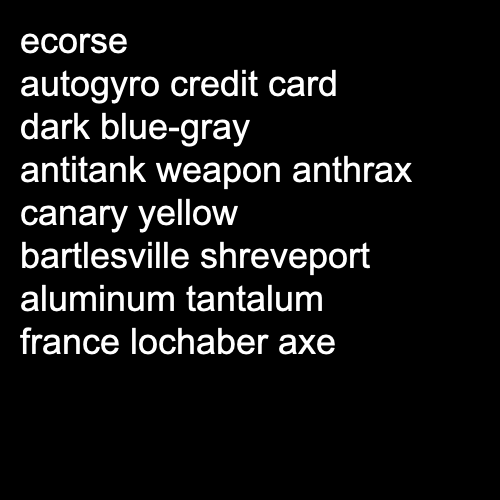 ecorse
autogyro credit card
dark blue-gray
antitank weapon anthrax
canary yellow
bartlesville shreveport
aluminum tantalum
france lochaber axe